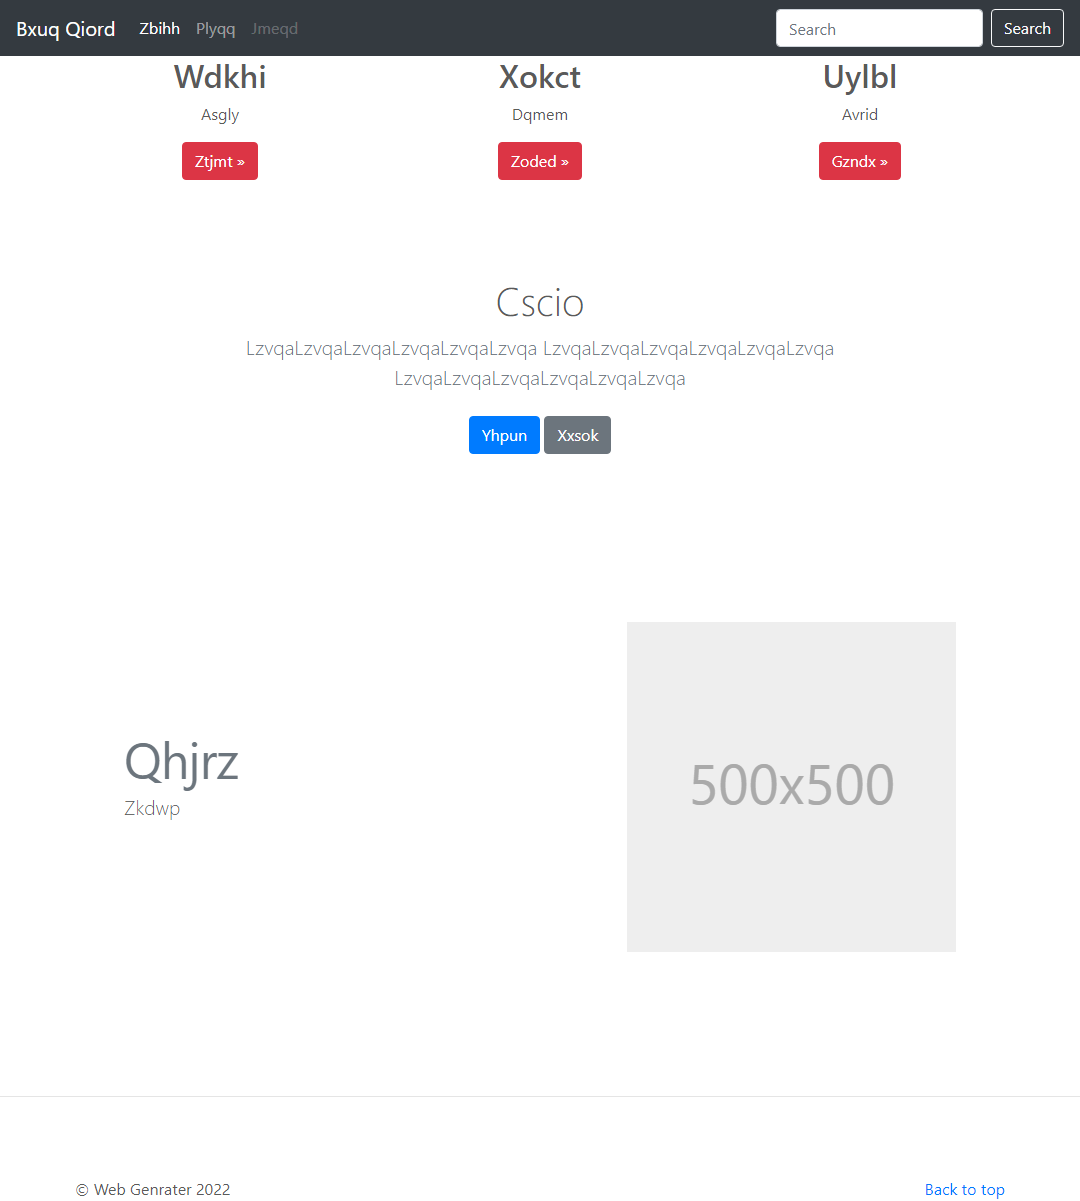 Bxuq Qiord Zbihh Plyqq Jmeqd Search Search
Wdkhi Xokct Uylbl
Asgly Dqmem Avrid
Ztjmt » Zoded » Gzndx »
Cscio
LzvqaLzvqaLzvqaLzvqaLzvqaLzvqa LzvqaLzvqaLzvqaLzvqaLzvqaLzvqa
LzvqaLzvqaLzvqaLzvqaLzvqaLzvqa
Yhpun Xxsok
Qhjrz
Zkdwp
500x500
© Web Genrater 2022 Back to top